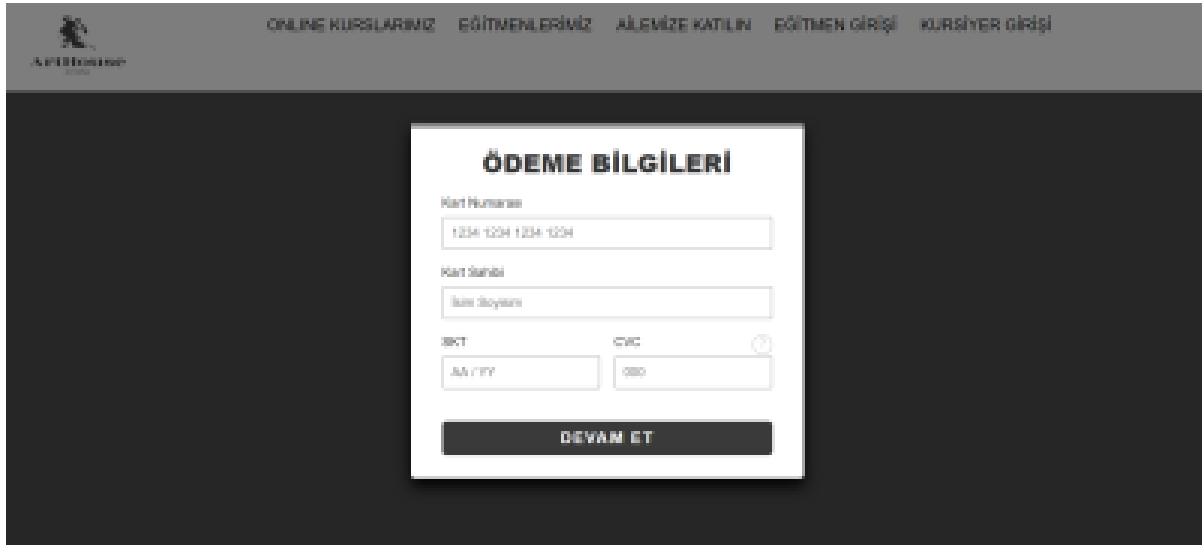 ONLINE KURSLARIMIZ EĞİTMENLERİMİZ AİLEMİZE KATILIN EĞİTMEN GİRİŞİ KURSİYER GİRİŞİ
ArtHouse
ÖDEME BİLGİLERİ
Kart Numarası
1234 1234 1234 1234
Kart Sahibi
İsim Soyisim
SKT CVC ?
AA / YY 000
DEVAM ET